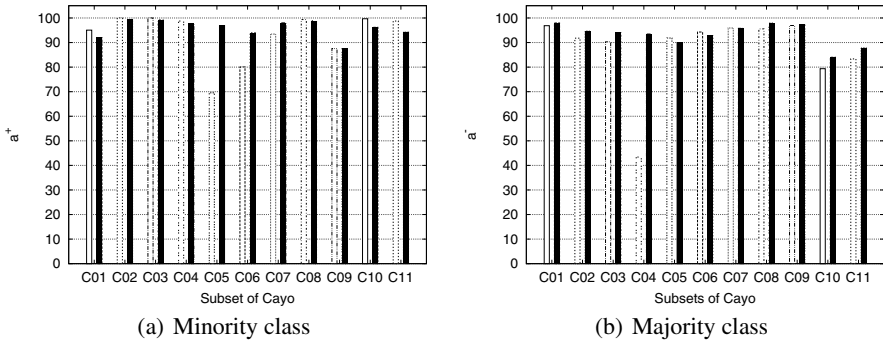 100
90
80
70
60
50
40
30
20
10
0
a+
C01 C02 C03 C04 C05 C06 C07 C08 C09 C10 C11
Subset of Cayo
(a) Minority class
100
90
80
70
60
50
40
30
20
10
0
a-
C01 C02 C03 C04 C05 C06 C07 C08 C09 C10 C11
Subsets of Cayo
(b) Majority class